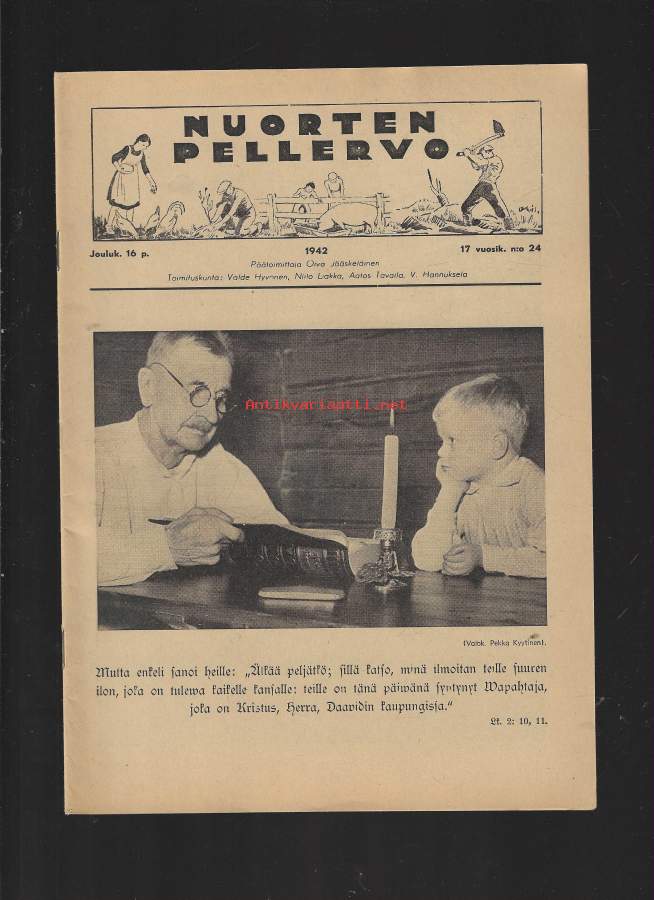 NUORTEN
PELLERVO
Jouluk. 16 p. 1942 17 vuosik. n:o 24
Päätoimittaja Oiva Jääskeläinen
Toimituskunta: Valde Hyvönen, Niilo Liakka, Aatos Tavaila, V. Hannuksela
Antikvariaatti.net
(Valok. Pekka Kyytinen).
Mutta enkeli sanoi heille: „Älkää peljätkö; sillä katso, minä ilmoitan teille suuren
ilon, joka on tulewa kaikelle kansalle: teille on tänä päiwänä syntynyt Wapahtaja,
joka on Kristus, Herra, Daavidin kaupungissa.“
Lk. 2: 10, 11.